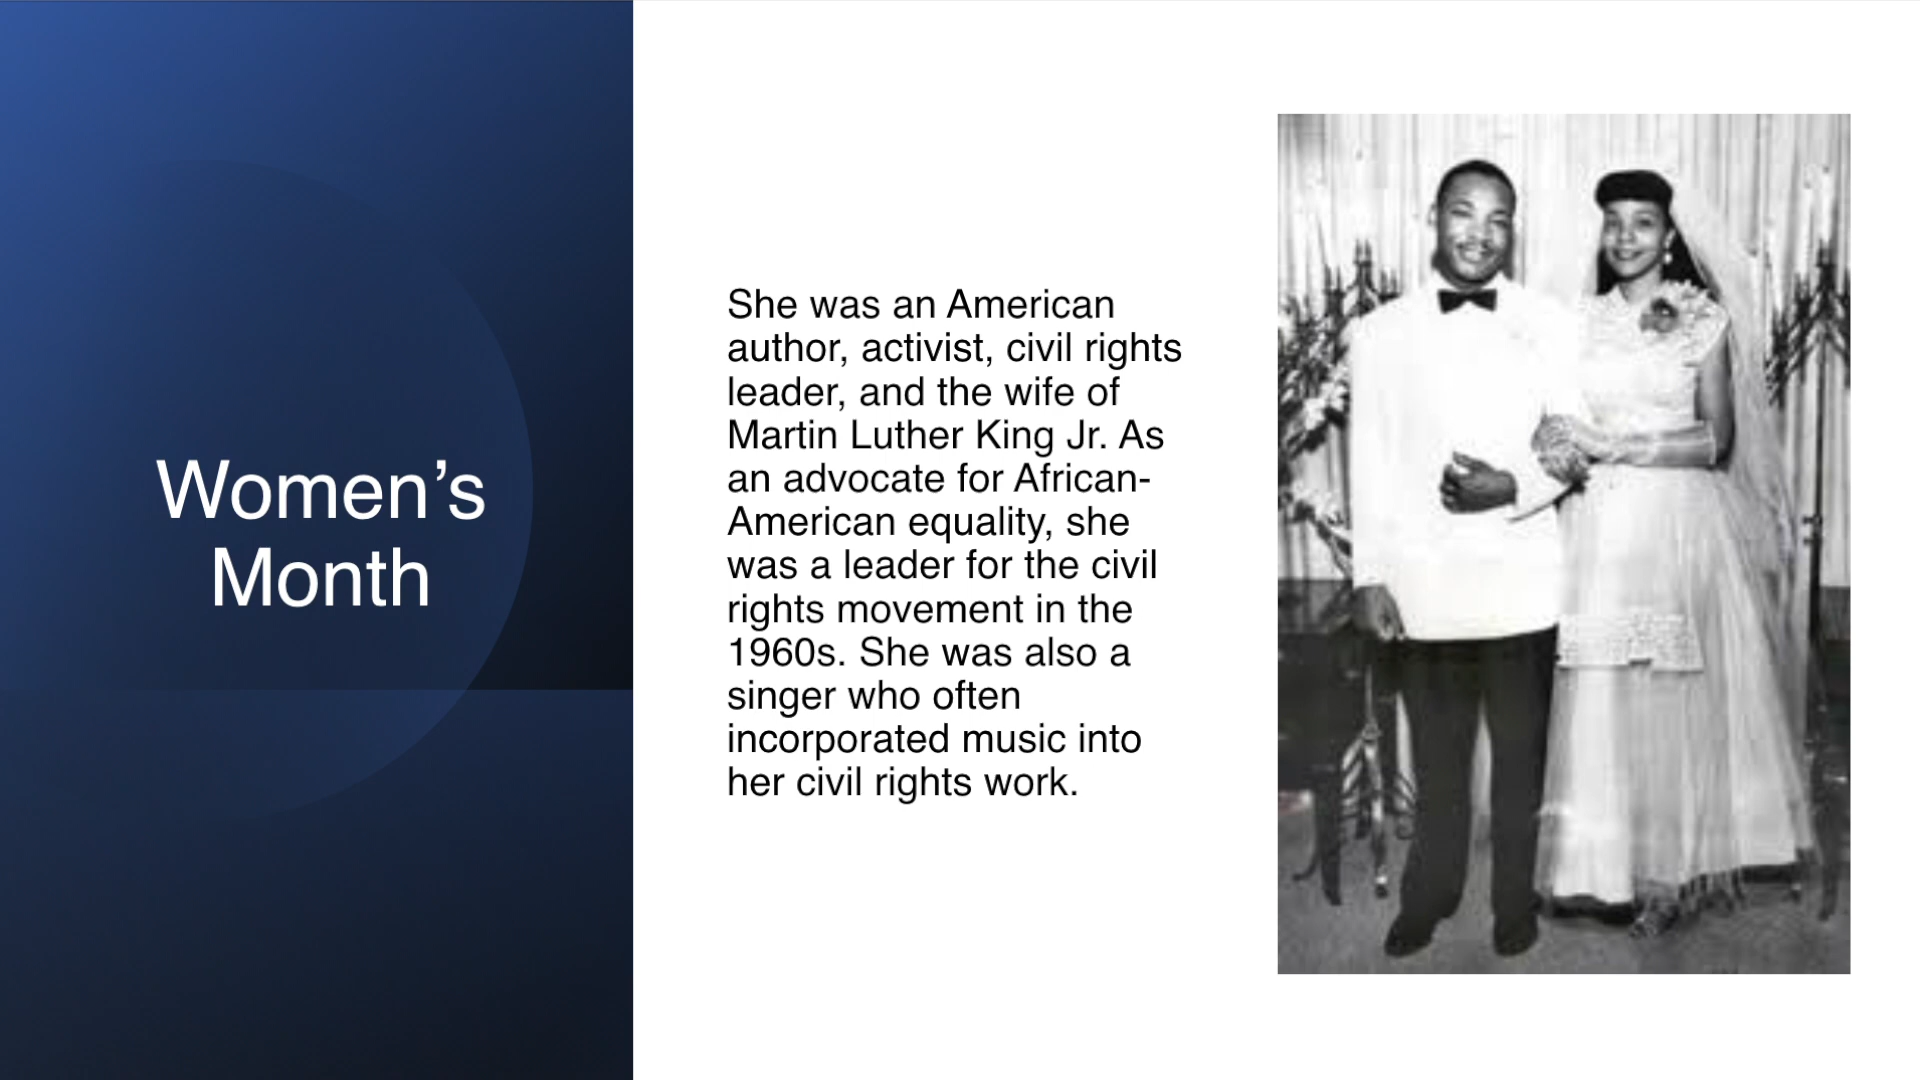 Women’s
Month
She was an American
author, activist, civil rights
leader, and the wife of
Martin Luther King Jr. As
an advocate for African-
American equality, she
was a leader for the civil
rights movement in the
1960s. She was also a
singer who often
incorporated music into
her civil rights work.